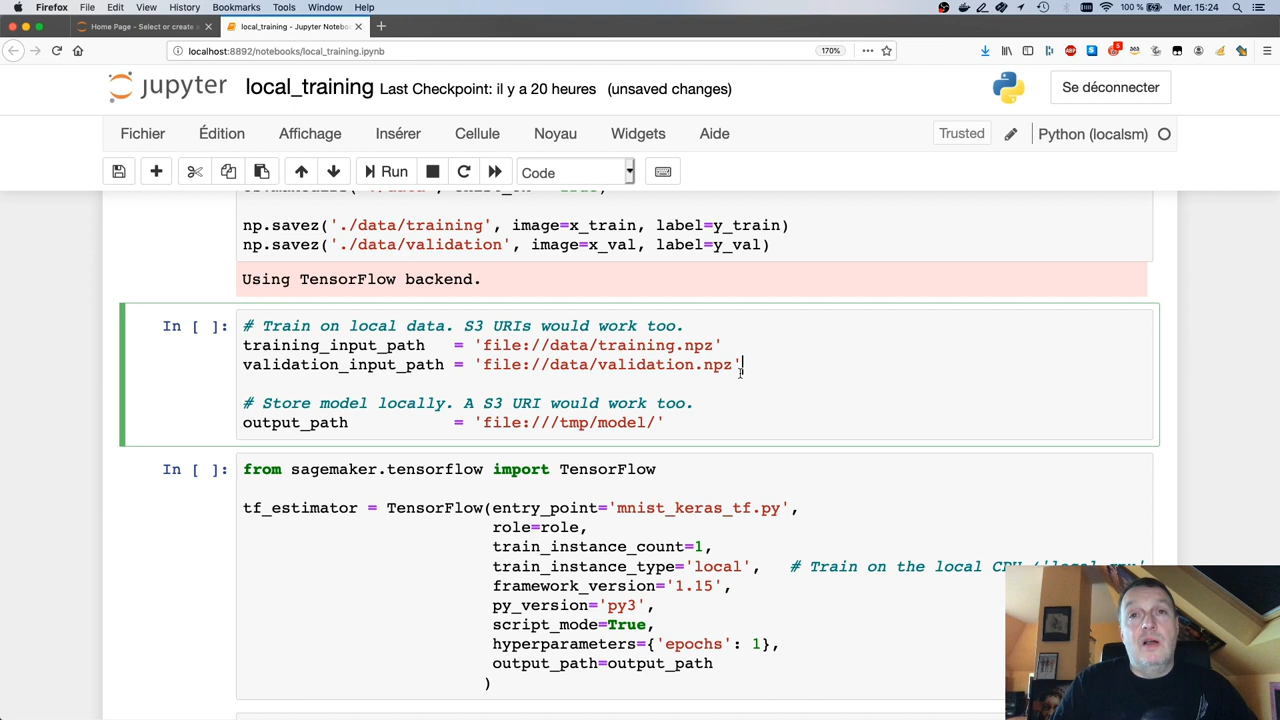 Firefox File Edit View History Bookmarks Tools Window Help 100 % Mer. 15:24
Home Page - Select or create a local_training - Jupyter Noteboo
localhost:8892/notebooks/local_training.ipynb 170%
jupyter local_training Last Checkpoint: il y a 20 heures (unsaved changes) Se déconnecter
Fichier Édition Affichage Insérer Cellule Noyau Widgets Aide Trusted Python (localsm)
Run Code
np.savez('./data/training', image=x_train, label=y_train)
np.savez('./data/validation', image=x_val, label=y_val)
Using TensorFlow backend.
In [ ]: # Train on local data. S3 URIs would work too.
training_input_path = 'file://data/training.npz'
validation_input_path = 'file://data/validation.npz'
# Store model locally. A S3 URI would work too.
output_path = 'file:///tmp/model/'
In [ ]: from sagemaker.tensorflow import TensorFlow
tf_estimator = TensorFlow(entry_point='mnist_keras_tf.py',
role=role,
train_instance_count=1,
train_instance_type='local', # Train on the local CPU
framework_version='1.15',
py_version='py3',
script_mode=True,
hyperparameters={'epochs': 1},
output_path=output_path
)